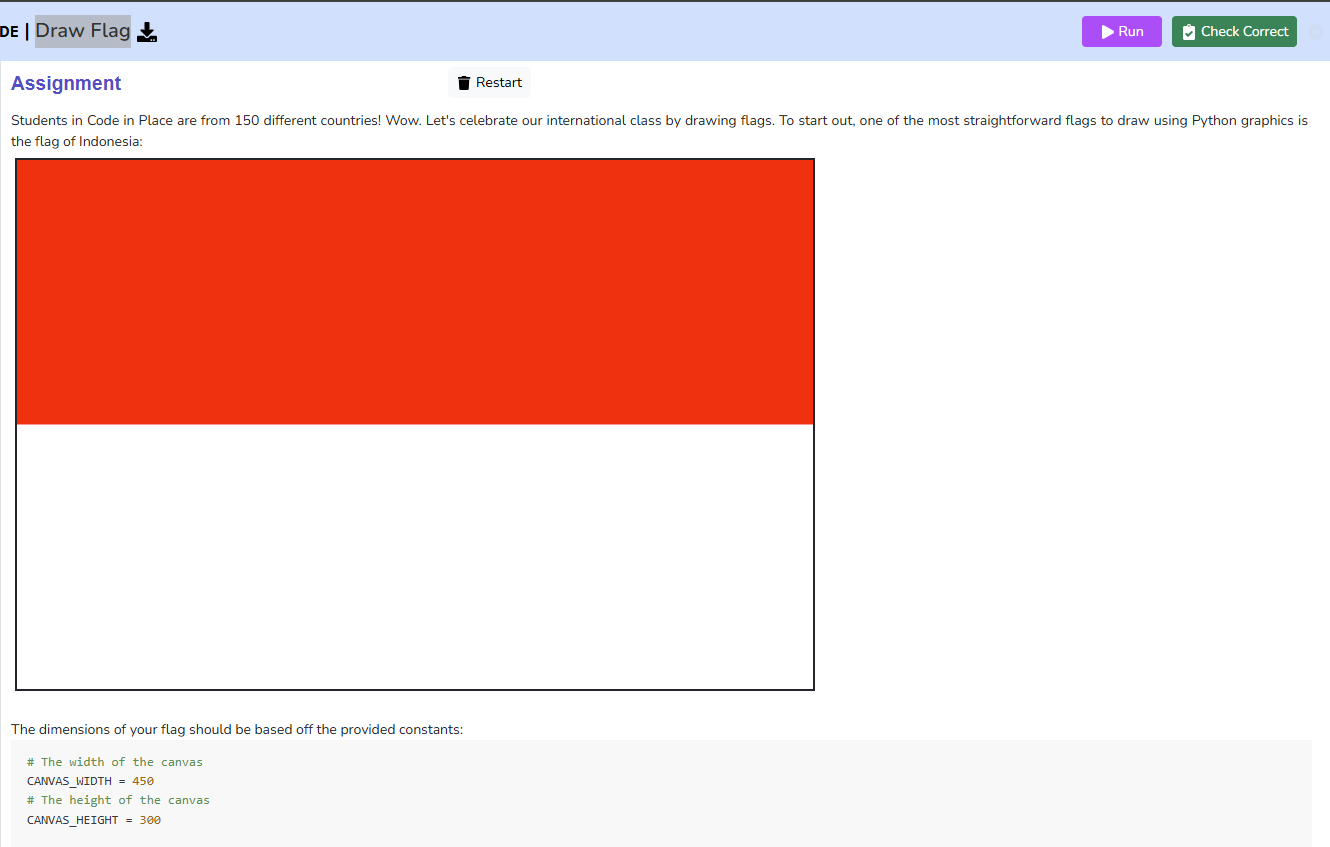 DE | Draw Flag
Run
Check Correct
Assignment
Restart
Students in Code in Place are from 150 different countries! Wow. Let's celebrate our international class by drawing flags. To start out, one of the most straightforward flags to draw using Python graphics is
the flag of Indonesia:
The dimensions of your flag should be based off the provided constants:
# The width of the canvas
CANVAS_WIDTH = 450
# The height of the canvas
CANVAS_HEIGHT = 300